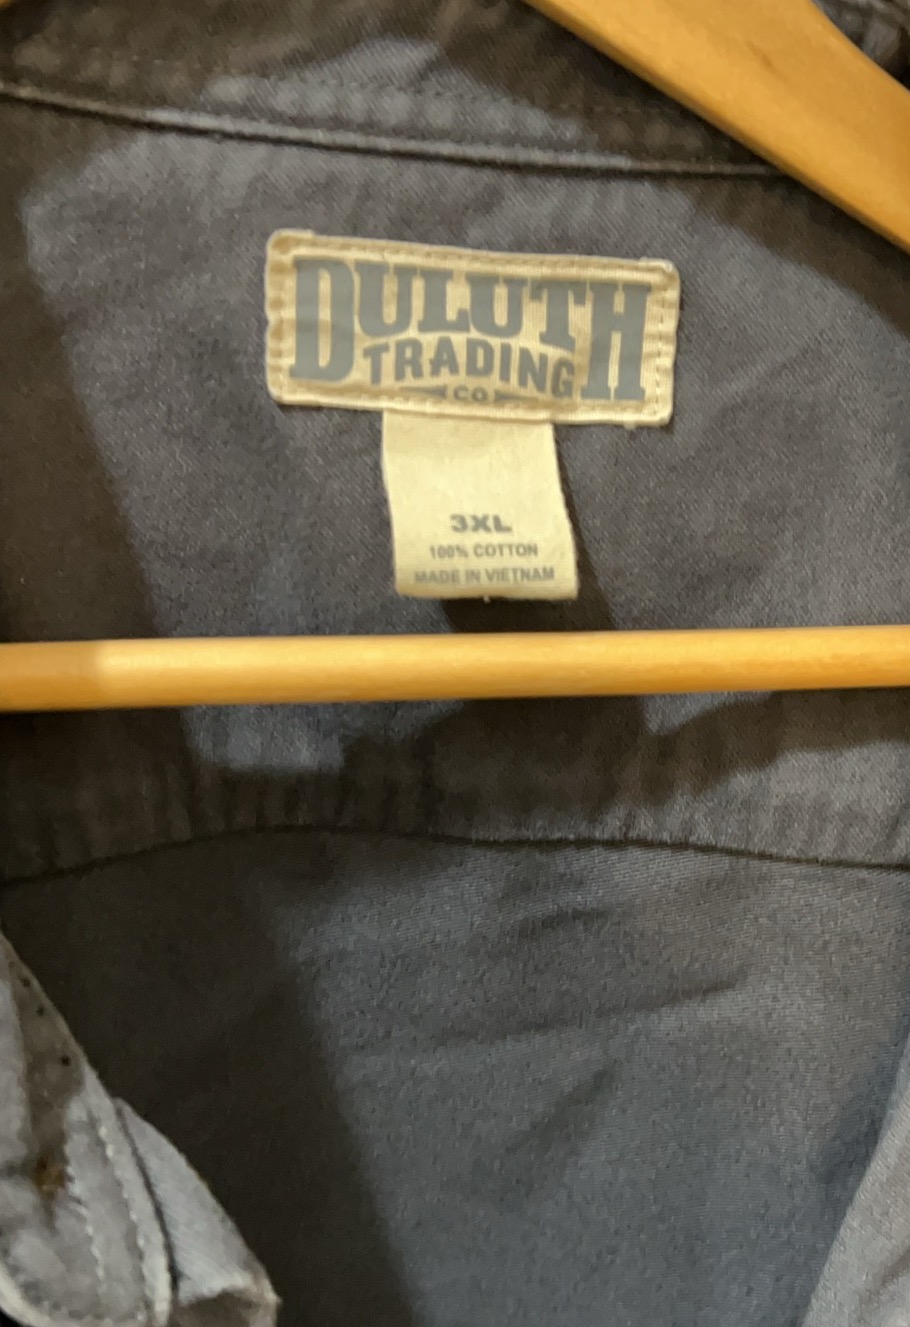 DULUTH
TRADING
CO
3XL
100% COTTON
MADE IN VIETNAM